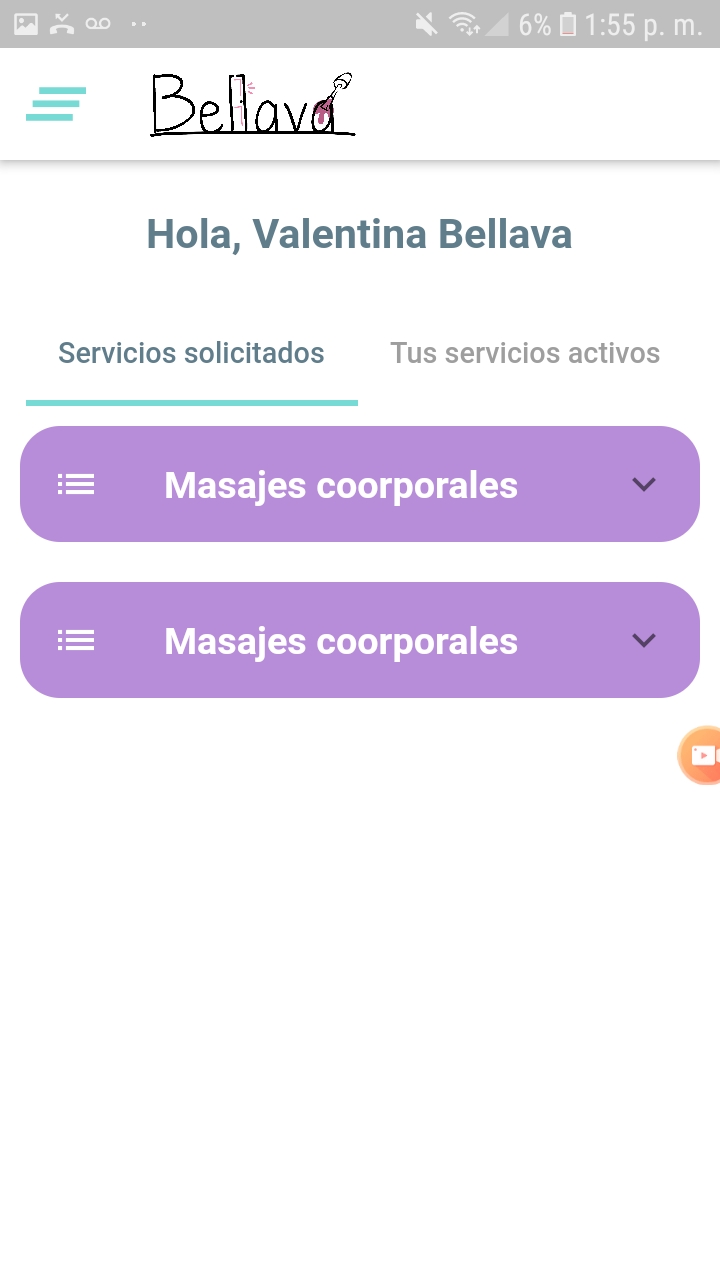 6% 1:55 p. m.
Bellava
Hola, Valentina Bellava
Servicios solicitados Tus servicios activos
Masajes coorporales
Masajes coorporales